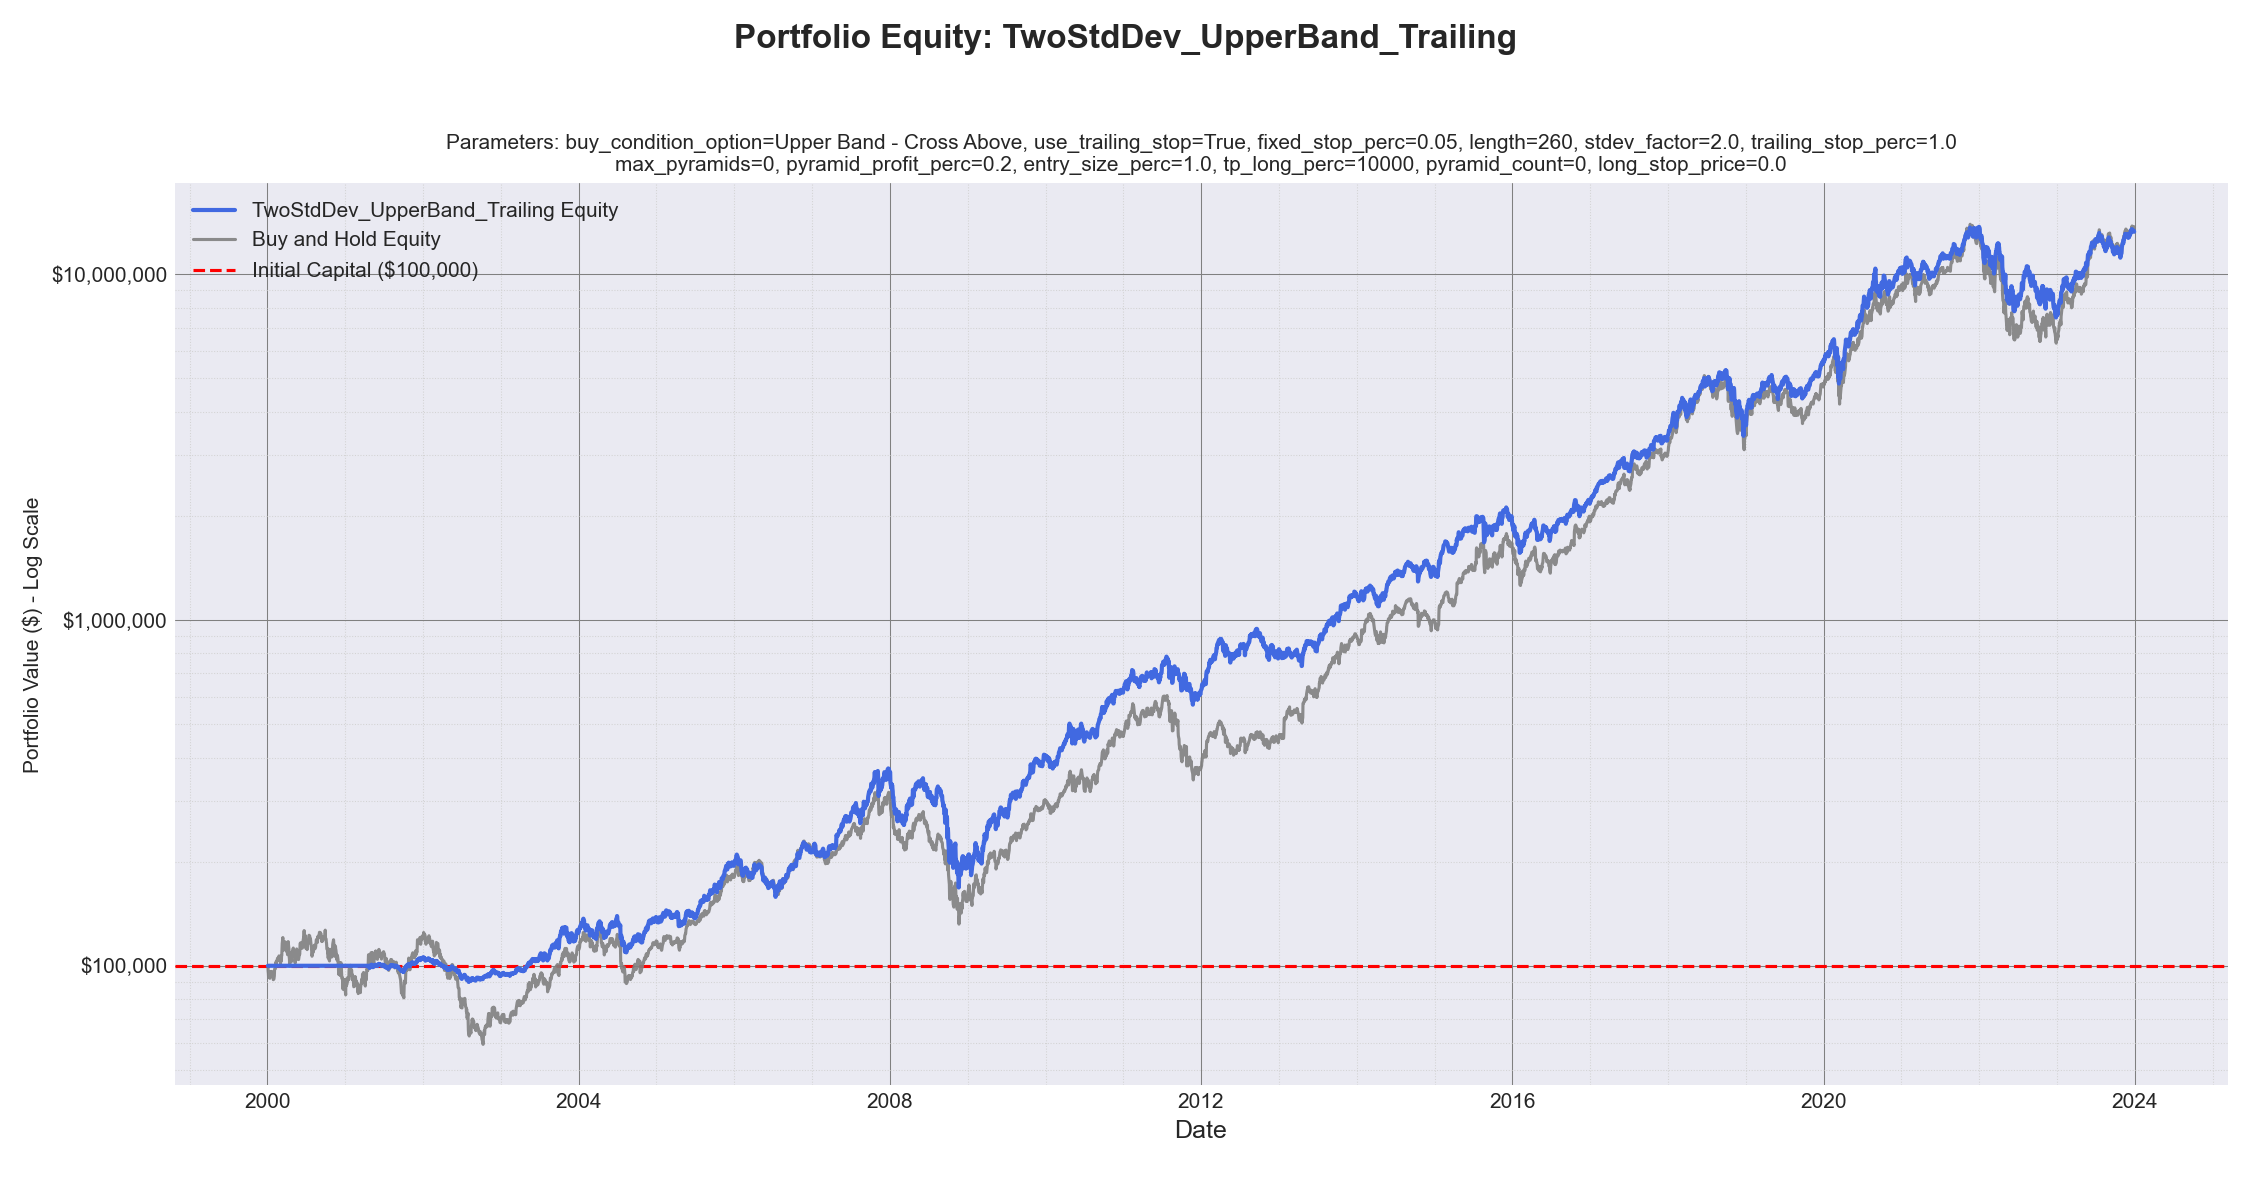 Portfolio Equity: TwoStdDev_UpperBand_Trailing
Parameters: buy_condition_option=Upper Band - Cross Above, use_trailing_stop=True, fixed_stop_perc=0.05, length=260, stdev_factor=2.0, trailing_stop_perc=1.0
max_pyramids=0, pyramid_profit_perc=0.2, entry_size_perc=1.0, tp_long_perc=10000, pyramid_count=0, long_stop_price=0.0
TwoStdDev_UpperBand_Trailing Equity
Buy and Hold Equity
Initial Capital ($100,000)
$10,000,000
$1,000,000
$100,000
Portfolio Value ($) - Log Scale
2000 2004 2008 2012 2016 2020 2024
Date